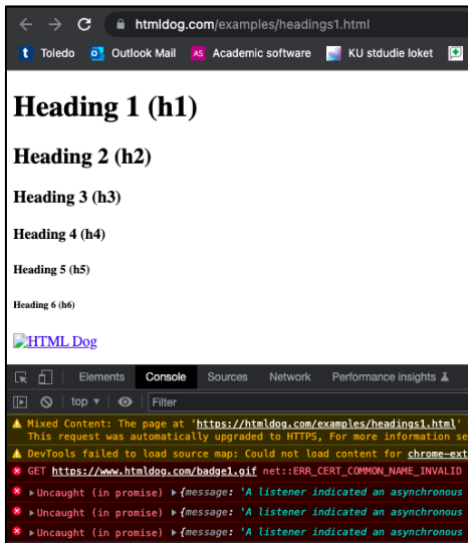 htmldog.com/examples/headings1.html
t Toledo Outlook Mail AS Academic software KU stdudie loket
Heading 1 (h1)
Heading 2 (h2)
Heading 3 (h3)
Heading 4 (h4)
Heading 5 (h5)
Heading 6 (h6)
HTML Dog
Elements Console Sources Network Performance insights
top ▼ Filter
Mixed Content: The page at 'https://htmldog.com/examples/headings1.html'
This request was automatically upgraded to HTTPS, For more information se
DevTools failed to load source map: Could not load content for chrome-ext
GET https://www.htmldog.com/badge1.gif net::ERR_CERT_COMMON_NAME_INVALID
▶Uncaught (in promise) ▶{message: 'A listener indicated an asynchronous
▶Uncaught (in promise) ▶{message: 'A listener indicated an asynchronous
▶Uncaught (in promise) ▶{message: 'A listener indicated an asynchronous